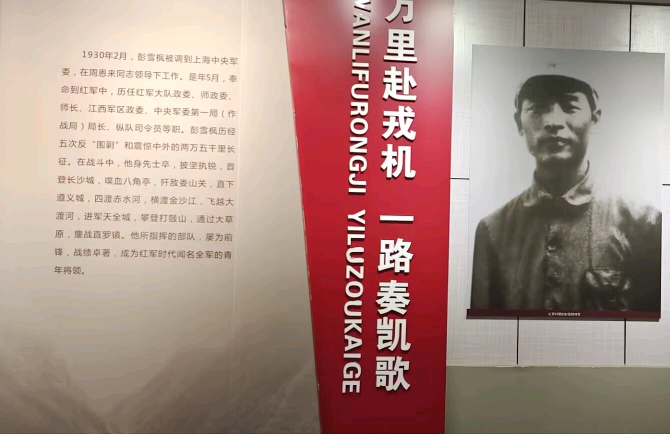 1930年2月，彭雪枫被调到上海中央军
委，在周恩来同志领导下工作。是年5月，奉
命到红军中，历任红军大队政委、师政委、
师长、江西军区政委、中央军委第一局（作
战局）局长、纵队司令员等职。彭雪枫历经
五次反“围剿”和震惊中外的两万五千里长
征。在战斗中，他身先士卒，披坚执锐，首
登长沙城，喋血八角亭，歼敌娄山关，直下
遵义城，四渡赤水河，横渡金沙江，飞越大
渡河，进军天全城，攀登打鼓山，通过大草
原，鏖战直罗镇。他所指挥的部队，屡为前
锋，战绩卓著，成为红军时代闻名全军的青
年将领。
万里赴戎机 一路奏凯歌
WANLIFURONGJI YILUZOUKAIGE